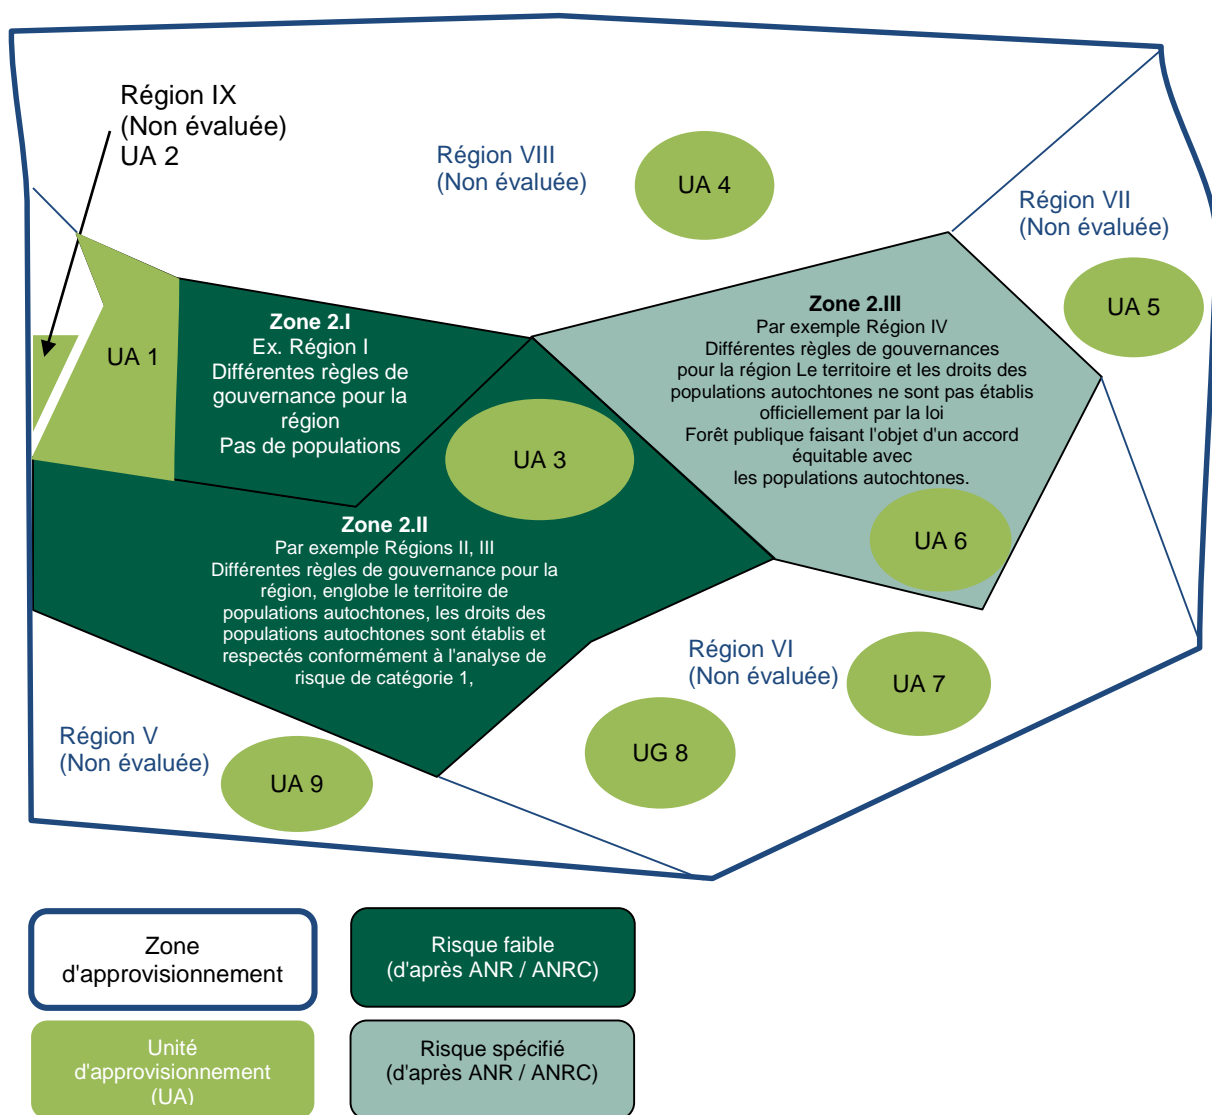 Région IX
(Non évaluée)
UA 2
Région VIII
(Non évaluée)
UA 4
Région VII
(Non évaluée)
UA 5
UA 1
Zone 2.I
Ex. Région I
Différentes règles de
gouvernance pour la
région
Pas de populations
Zone 2.III
Par exemple Région IV
Différentes règles de gouvernances
pour la région Le territoire et les droits des
populations autochtones ne sont pas établis
officiellement par la loi
Forêt publique faisant l'objet d'un accord
équitable avec
les populations autochtones.
UA 3
UA 6
Zone 2.II
Par exemple Régions II, III
Différentes règles de gouvernance pour la
région, englobe le territoire de
populations autochtones, les droits des
populations autochtones sont établis et
respectés conformément à l'analyse de
risque de catégorie 1,
Région VI
(Non évaluée)
UA 7
UG 8
Région V
(Non évaluée)
UA 9
Zone
d'approvisionnement
Risque faible
(d'après ANR / ANRC)
Unité
d'approvisionnement
(UA)
Risque spécifié
(d'après ANR / ANRC)